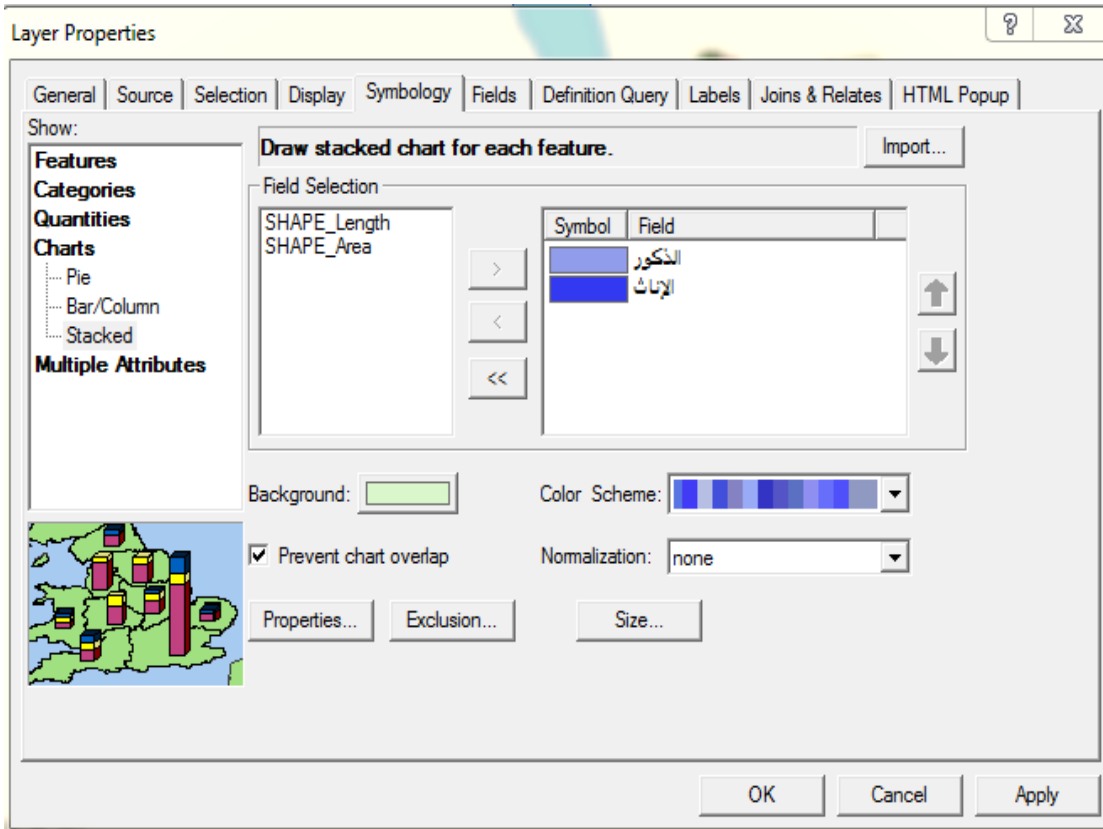 Layer Properties
General Source Selection Display Symbology Fields Definition Query Labels Joins & Relates HTML Popup
Show:
Features
Categories
Quantities
Charts
Pie
Bar/Column
Stacked
Multiple Attributes
Draw stacked chart for each feature.
Import...
Field Selection
SHAPE_Length
SHAPE_Area
>
<
<<
Symbol Field
الذكور
الإناث
Background:
Color Scheme:
Prevent chart overlap
Normalization: none
Properties... Exclusion... Size...
OK Cancel Apply